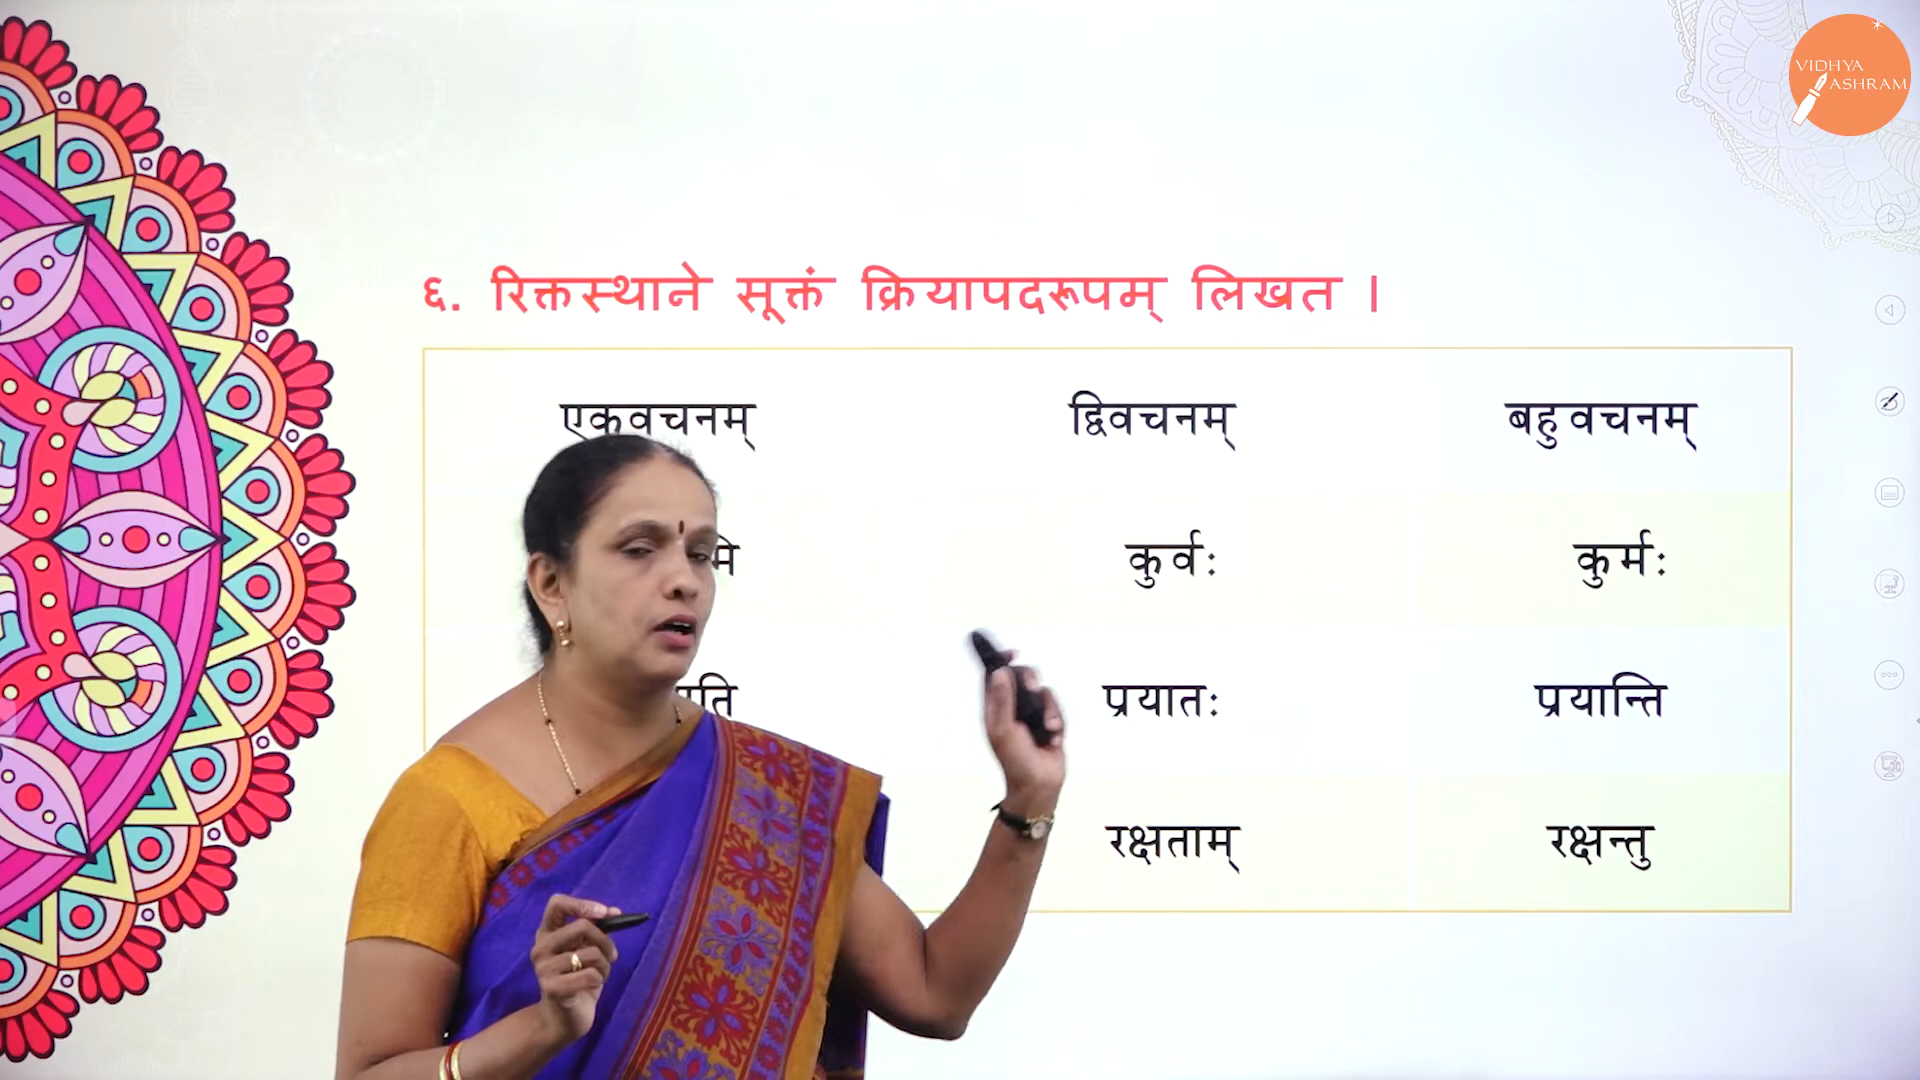 VIDHYA
ASHRAM
६. रिक्तस्थाने सूक्तं क्रियापदरूपम् लिखत ।
एकवचनम् द्विवचनम् बहुवचनम्
कुर्वः कुर्मः
प्रयातः प्रयान्ति
रक्षताम् रक्षन्तु